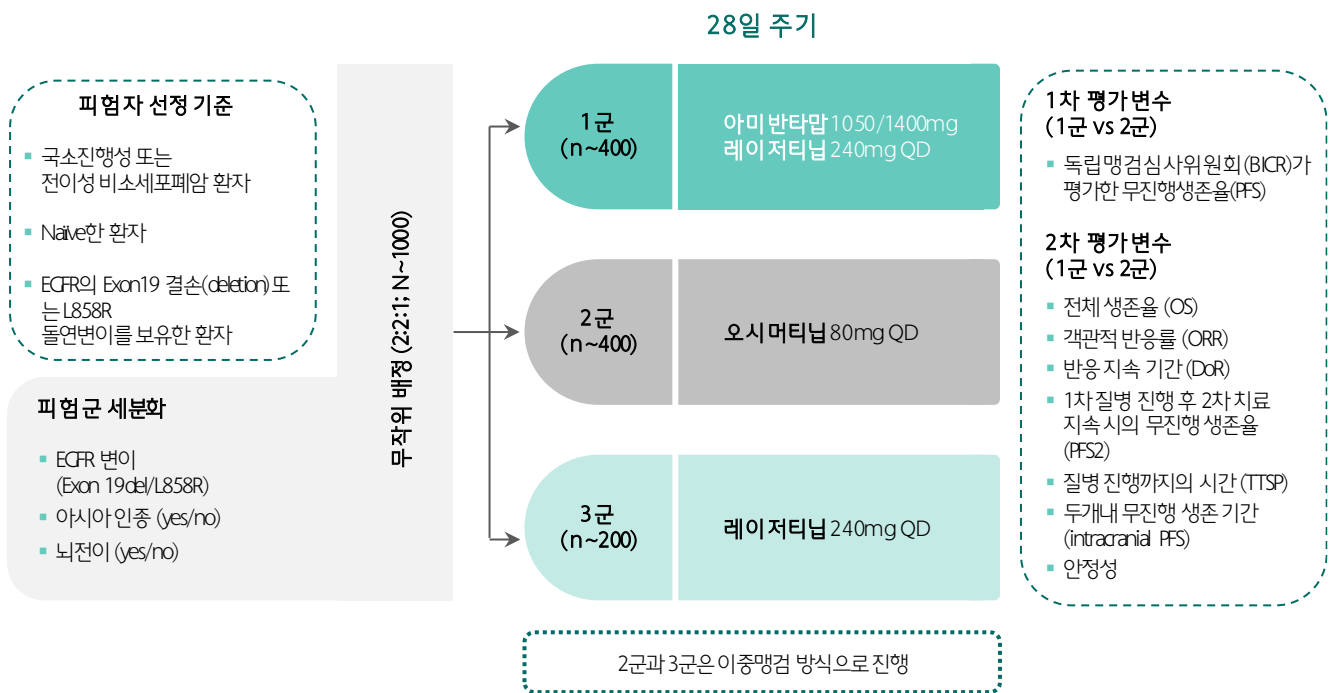 28일 주기
피험자 선정 기준
▪ 국소진행성 또는
전이성 비소세포폐암 환자
▪ Naïve한 환자
▪ EGFR의 Exon19 결손(deletion) 또
는 L858R
돌연변이를 보유한 환자
피험군 세분화
▪ EGFR 변이
(Exon 19del/L858R)
▪ 아시아 인종 (yes/no)
▪ 뇌전이 (yes/no)
무작위 배정 (2:2:1; N~1000)
1군
(n~400)
아미반타맙 1050/1400mg
레이저티닙 240mg QD
2군
(n~400)
오시머티닙 80mg QD
3군
(n~200)
레이저티닙 240mg QD
2군과 3군은 이중맹검 방식으로 진행
1차 평가변수
(1군 vs 2군)
▪ 독립맹검심사위원회(BICR)가
평가한 무진행생존율(PFS)
2차 평가변수
(1군 vs 2군)
▪ 전체 생존율 (OS)
▪ 객관적 반응률 (ORR)
▪ 반응 지속 기간 (DoR)
▪ 1차 질병 진행 후 2차 치료
지속 시의 무진행 생존율
(PFS2)
▪ 질병 진행까지의 시간 (TTSP)
▪ 두개내 무진행 생존 기간
(intracranial PFS)
▪ 안정성